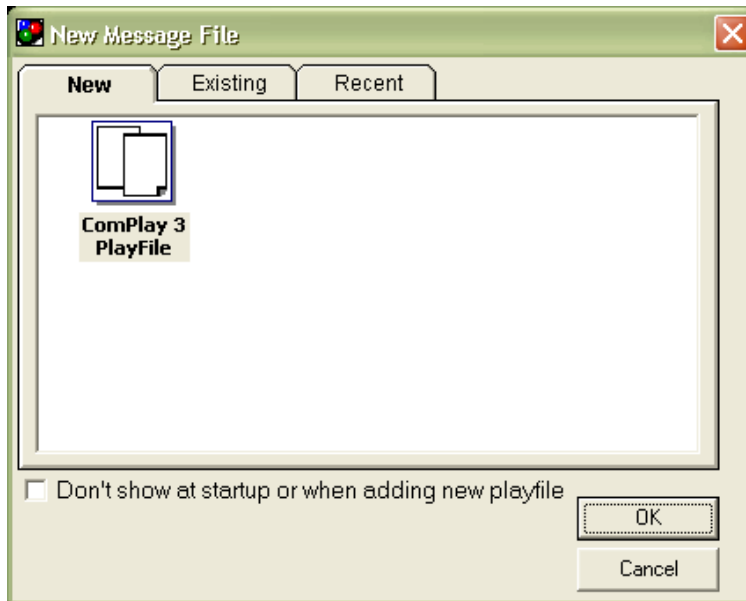 New Message File
New Existing Recent
ComPlay 3
PlayFile
Don't show at startup or when adding new playfile
OK
Cancel